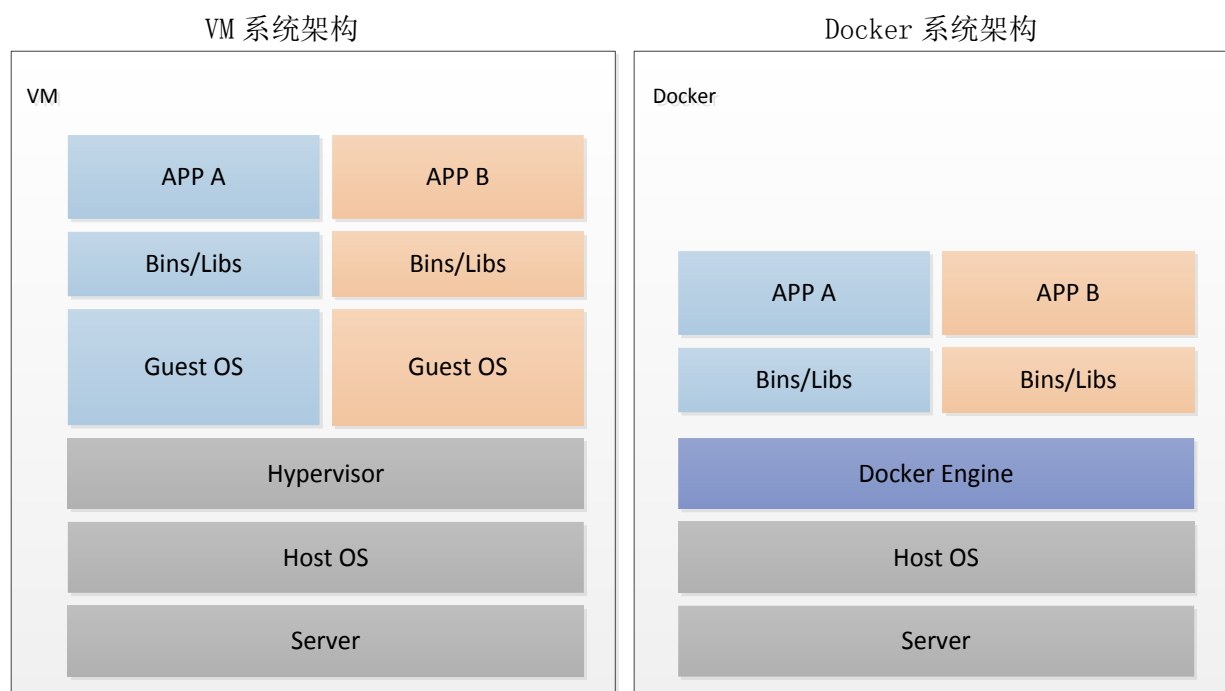 VM 系统架构
VM
APP A
APP B
Bins/Libs
Bins/Libs
Guest OS
Guest OS
Hypervisor
Host OS
Server
Docker 系统架构
Docker
APP A
APP B
Bins/Libs
Bins/Libs
Docker Engine
Host OS
Server